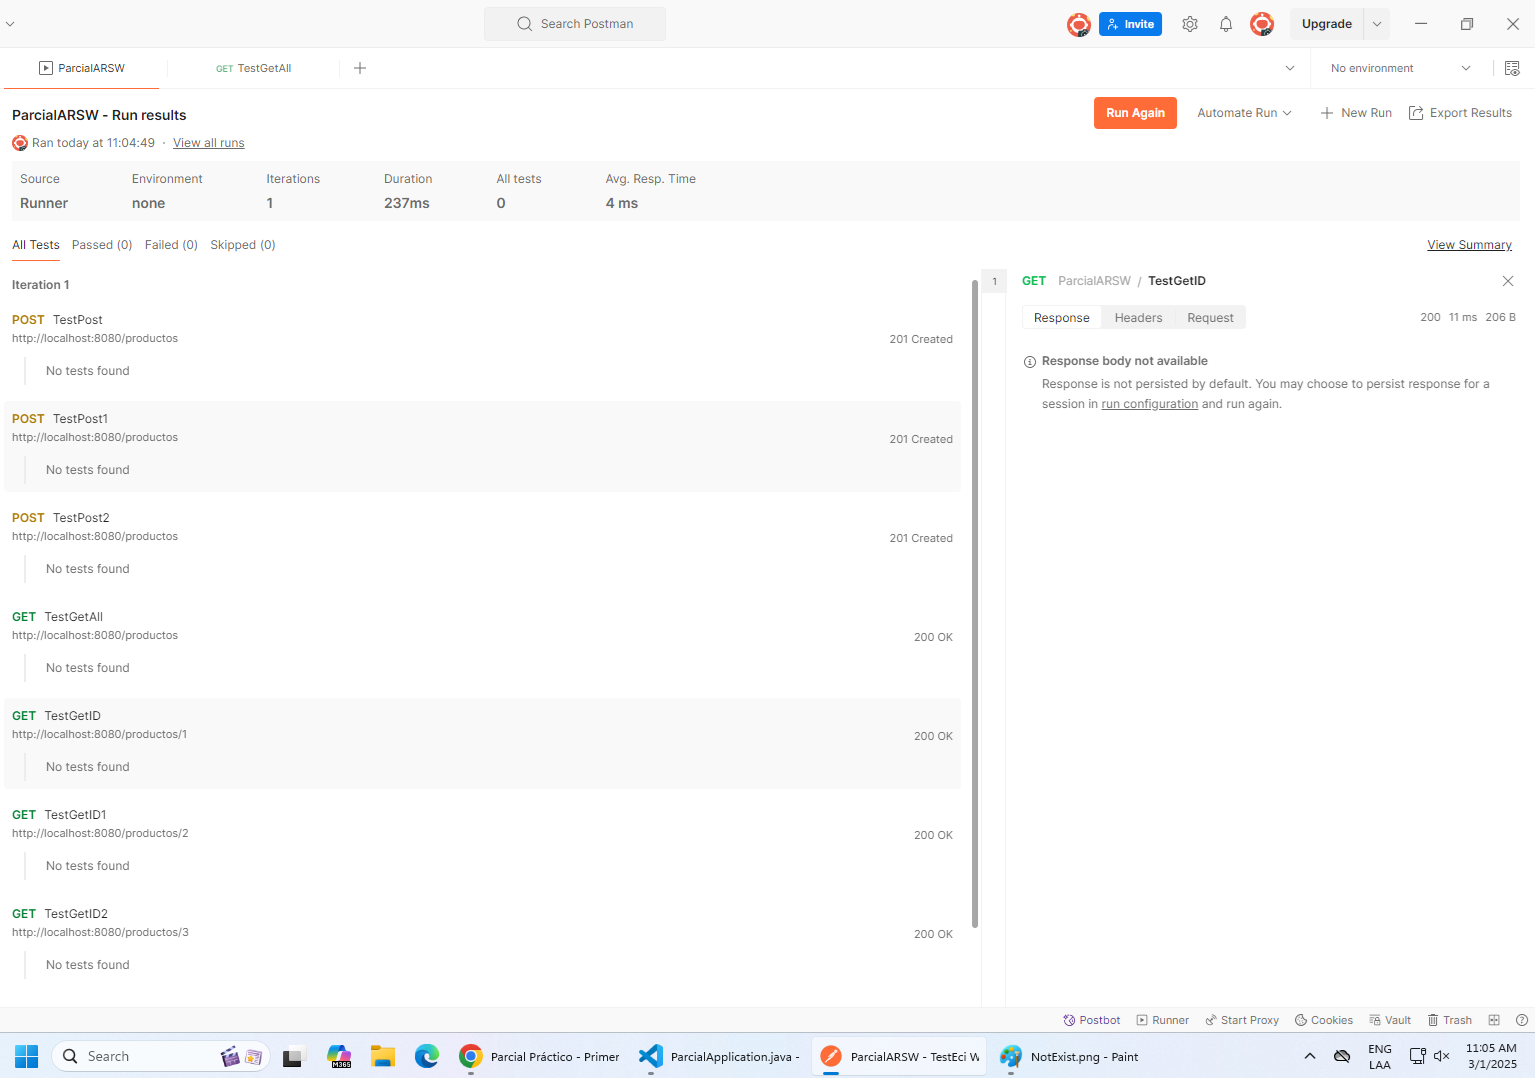 Search Postman
Invite
Upgrade
ParcialARSW
GET TestGetAll
No environment
ParcialARSW - Run results
Run Again
Automate Run
New Run
Export Results
Ran today at 11:04:49 · View all runs
Source Environment Iterations Duration All tests Avg. Resp. Time
Runner none 1 237ms 0 4 ms
All Tests Passed (0) Failed (0) Skipped (0)
View Summary
Iteration 1
POST TestPost
http://localhost:8080/productos
201 Created
No tests found
POST TestPost1
http://localhost:8080/productos
201 Created
No tests found
POST TestPost2
http://localhost:8080/productos
201 Created
No tests found
GET TestGetAll
http://localhost:8080/productos
200 OK
No tests found
GET TestGetID
http://localhost:8080/productos/1
200 OK
No tests found
GET TestGetID1
http://localhost:8080/productos/2
200 OK
No tests found
GET TestGetID2
http://localhost:8080/productos/3
200 OK
No tests found
1
GET ParcialARSW / TestGetID
Response Headers Request
200 11 ms 206 B
Response body not available
Response is not persisted by default. You may choose to persist response for a
session in run configuration and run again.
Postbot Runner Start Proxy Cookies Vault Trash
Search
M365
Parcial Práctico - Primer
ParcialApplication.java -
ParcialARSW - TestEci W
NotExist.png - Paint
ENG
LAA
11:05 AM
3/1/2025